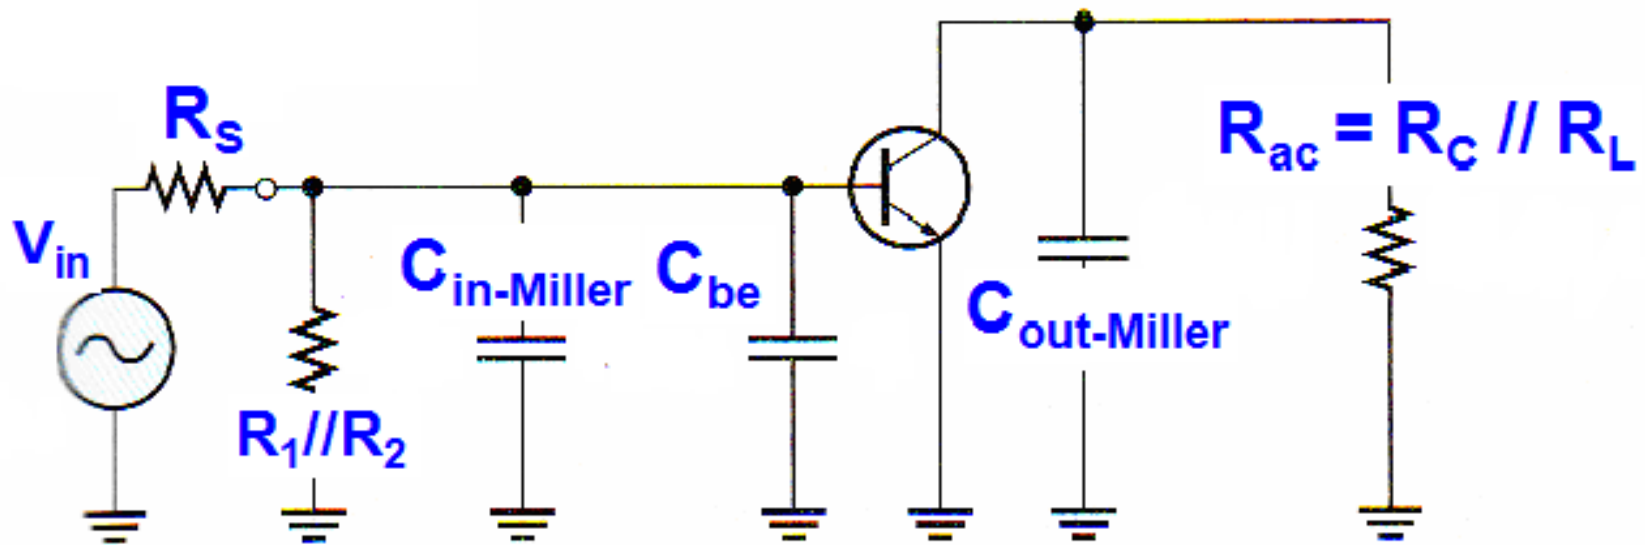 R_S
V_in
R_1//R_2
C_in-Miller
C_be
C_out-Miller
R_ac = R_C // R_L